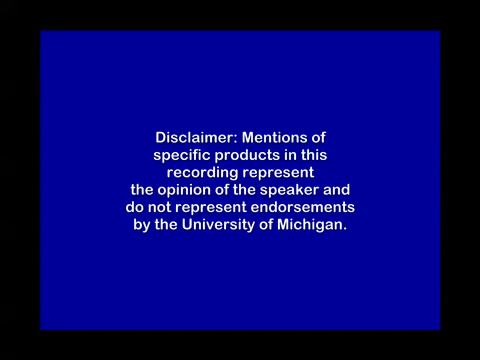 Disclaimer: Mentions of
specific products in this
recording represent
the opinion of the speaker and
do not represent endorsements
by the University of Michigan.